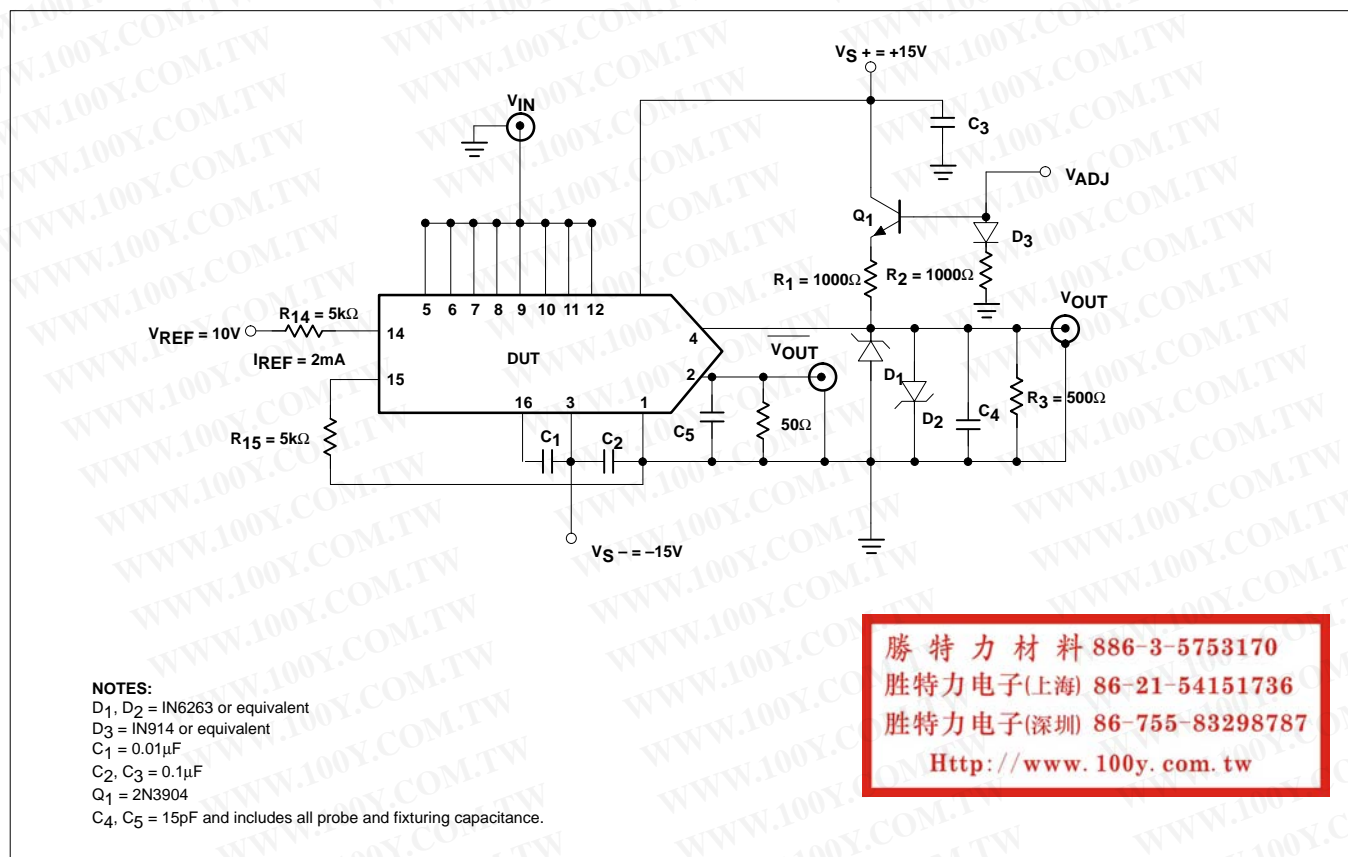 VS + = +15V
VIN
C3
VADJ
Q1
D3
R1 = 1000Ω
R2 = 1000Ω
VOUT
5 6 7 8 9 10 11 12
R14 = 5kΩ
VREF = 10V
14
4
IREF = 2mA
DUT
VOUT
15
2
D1
R3 = 500Ω
16 3 1
R15 = 5kΩ
C1
C2
C5
50Ω
D2
C4
VS – = –15V
NOTES:
D1, D2 = IN6263 or equivalent
D3 = IN914 or equivalent
C1 = 0.01µF
C2, C3 = 0.1µF
Q1 = 2N3904
C4, C5 = 15pF and includes all probe and fixturing capacitance.
勝 特 力 材 料 886-3-5753170
胜特力电子(上海) 86-21-54151736
胜特力电子(深圳) 86-755-83298787
Http://www. 100y. com. tw
WWW.100Y.COM.TW